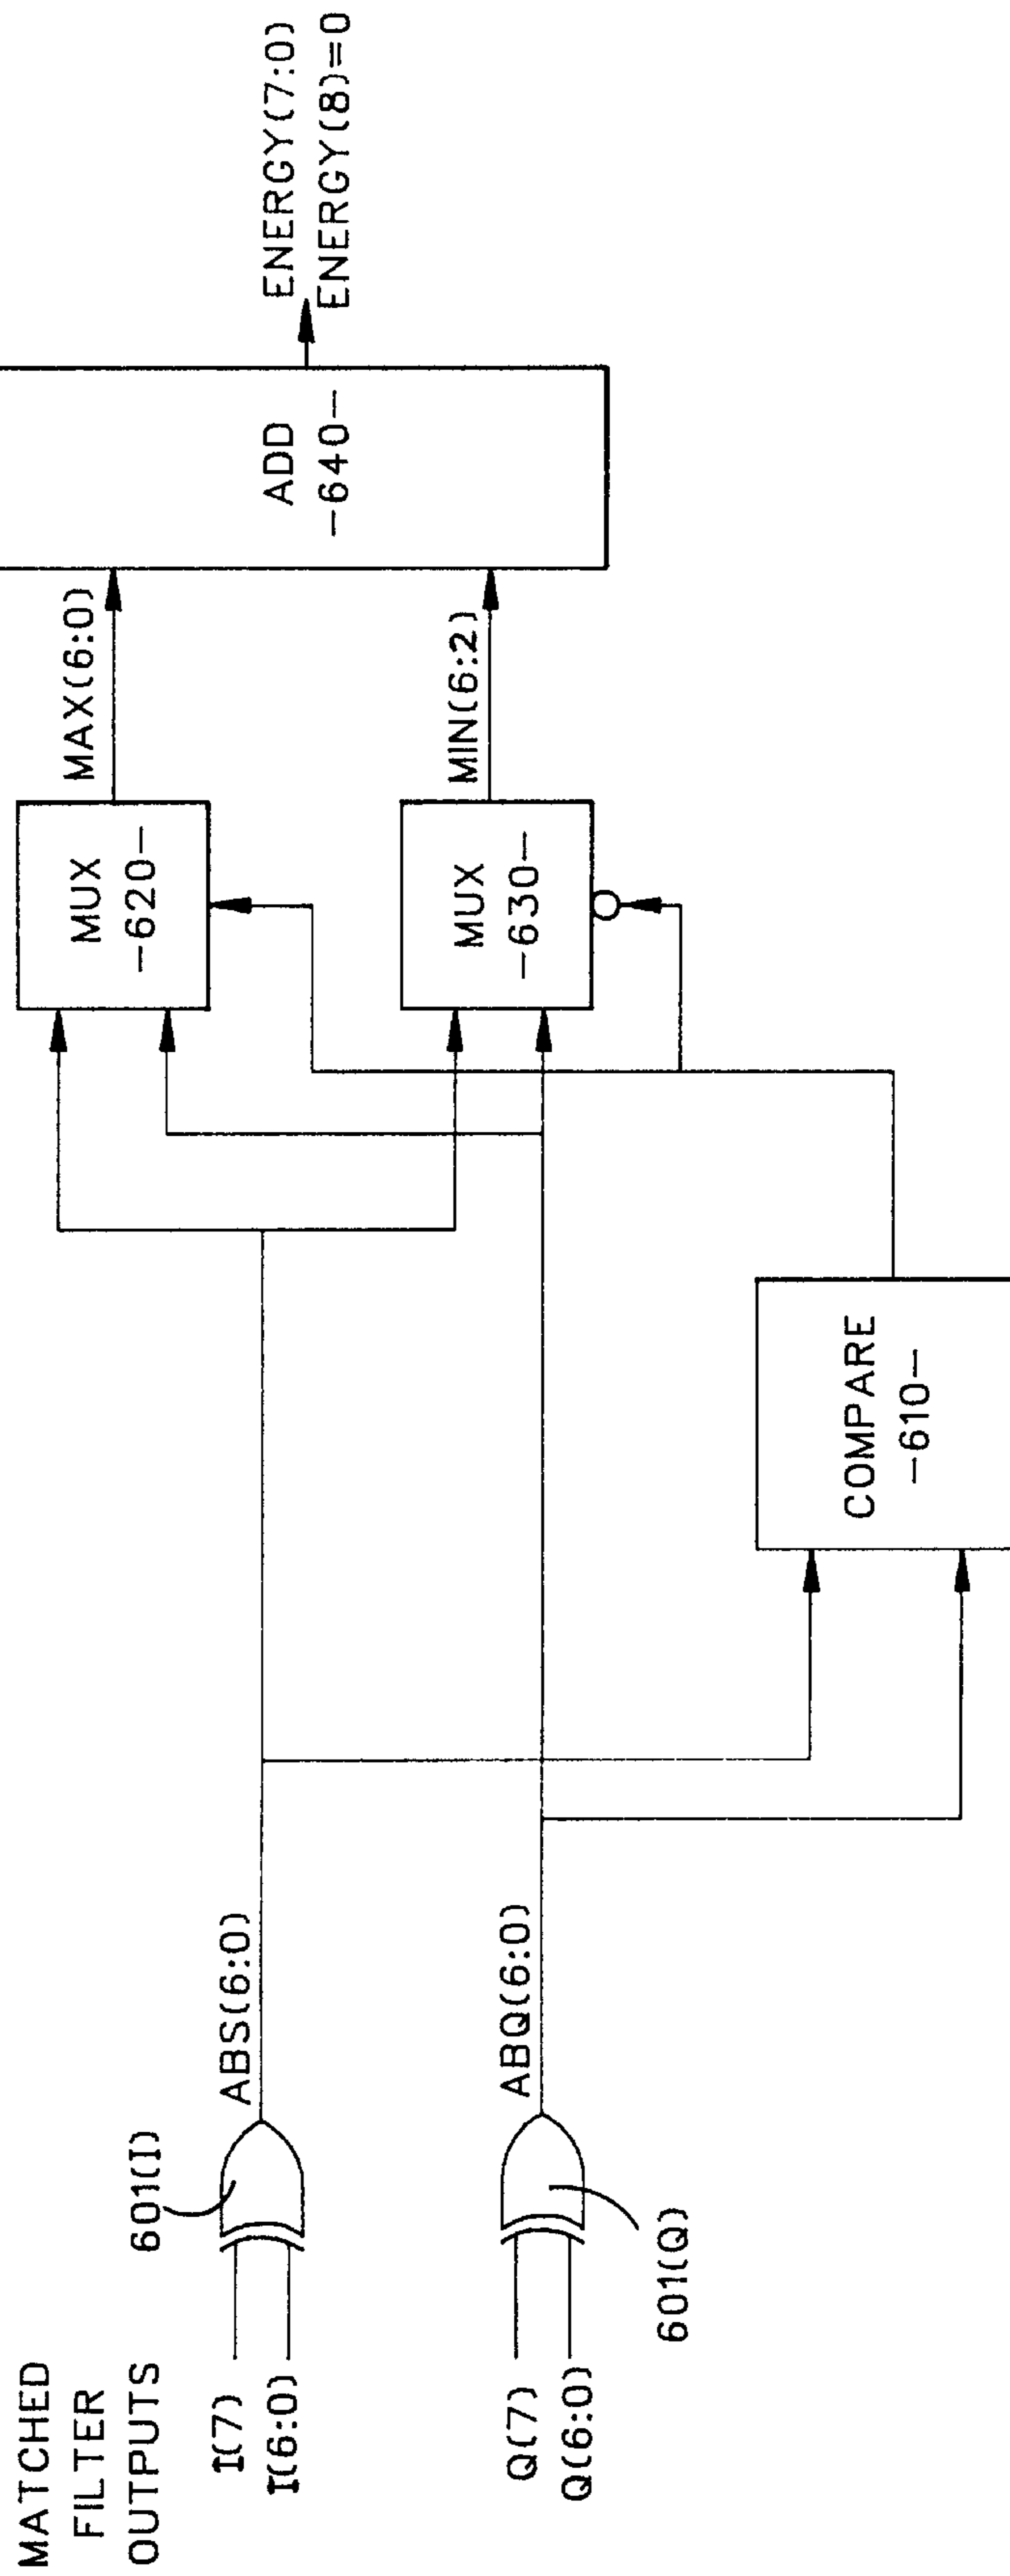 MATCHED
FILTER
OUTPUTS
I(7)
I(6:0)
601(I)
ABS(6:0)
Q(7)
Q(6:0)
601(Q)
ABQ(6:0)
COMPARE
-610-
MUX
-620-
MUX
-630-
MAX(6:0)
MIN(6:2)
ADD
-640-
ENERGY(7:0)
ENERGY(8)=0